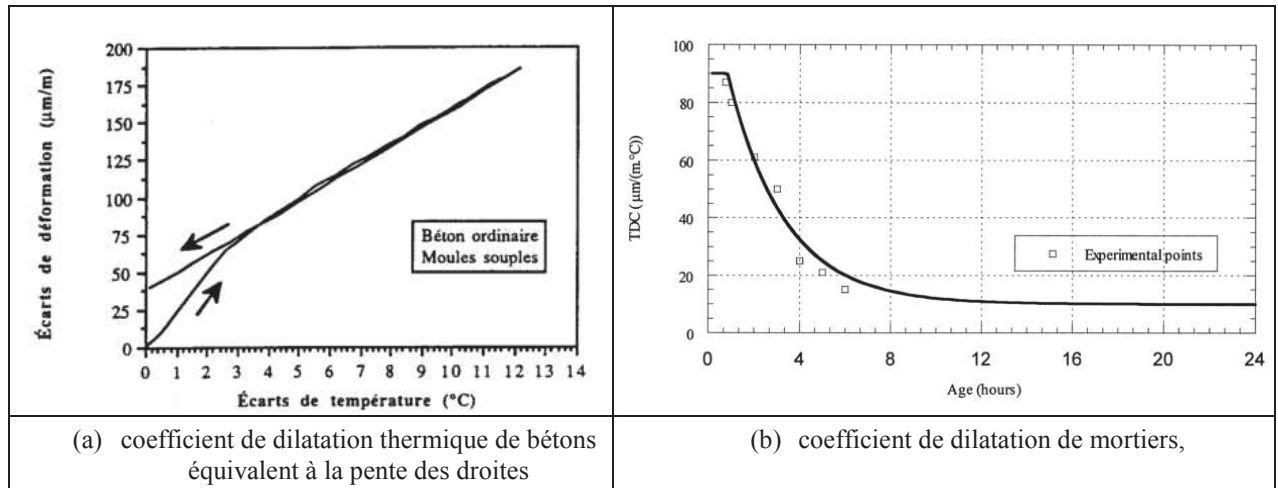 200
175
150
125
100
75
50
25
0
Écarts de déformation (µm/m)
Béton ordinaire
Moules souples
0 1 2 3 4 5 6 7 8 9 10 11 12 13 14
Écarts de température (°C)
100
80
60
40
20
0
TDC ( µm/(m.°C))
Experimental points
0 4 8 12 16 20 24
Age (hours)
(a) coefficient de dilatation thermique de bétons
équivalent à la pente des droites
(b) coefficient de dilatation de mortiers,